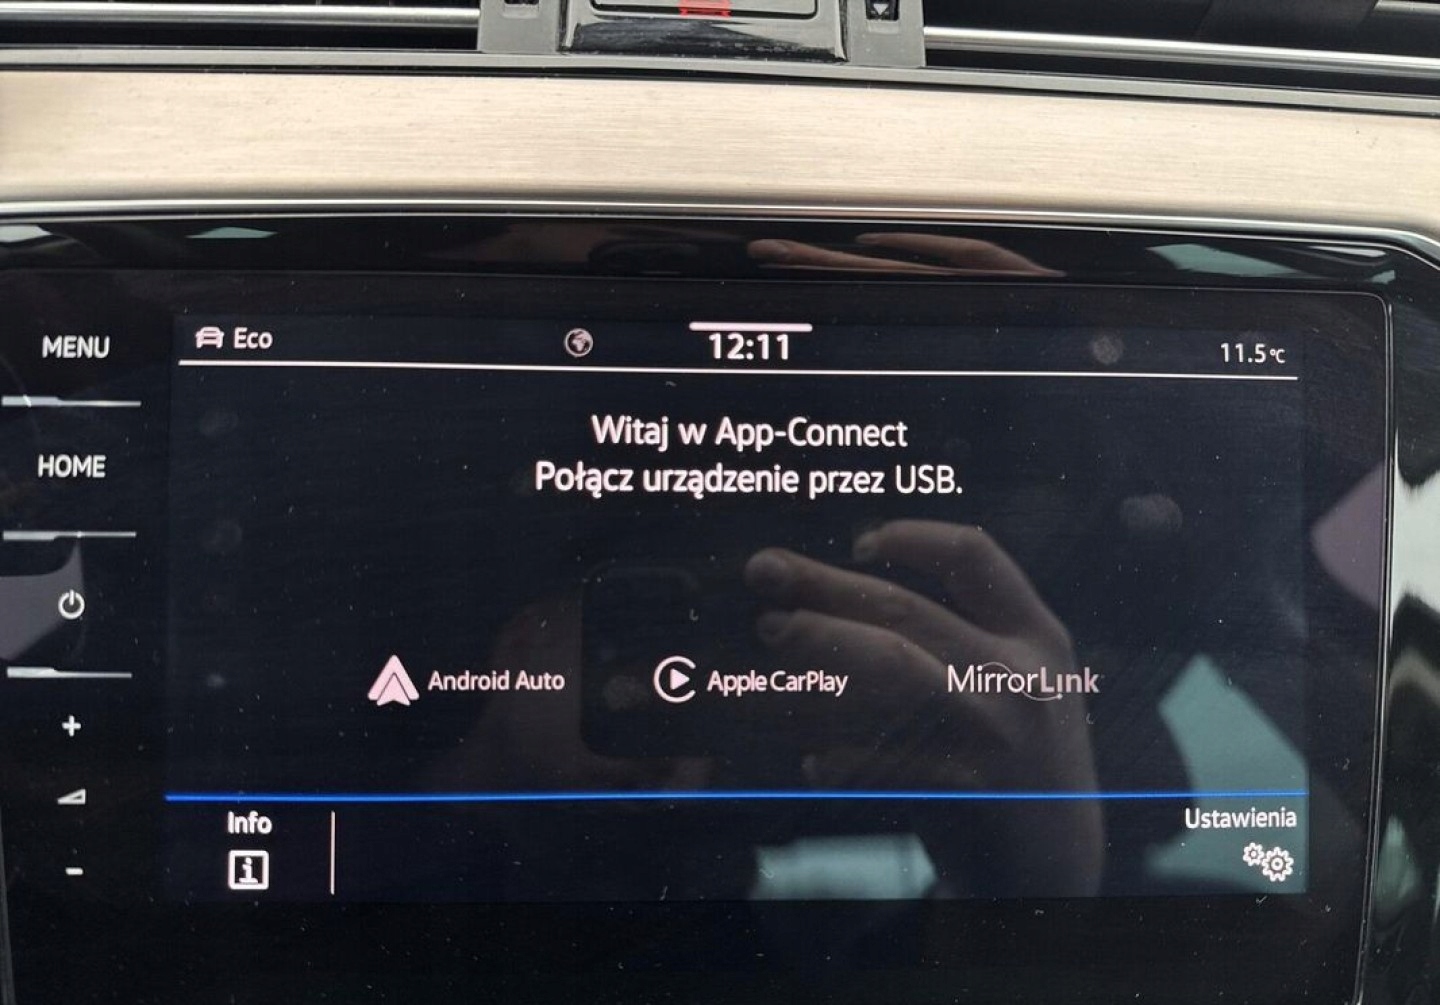 MENU
HOME
Eco
12:11
11.5°C
Witaj w App-Connect
Połącz urządzenie przez USB.
Android Auto
Apple CarPlay
MirrorLink
Info
Ustawienia